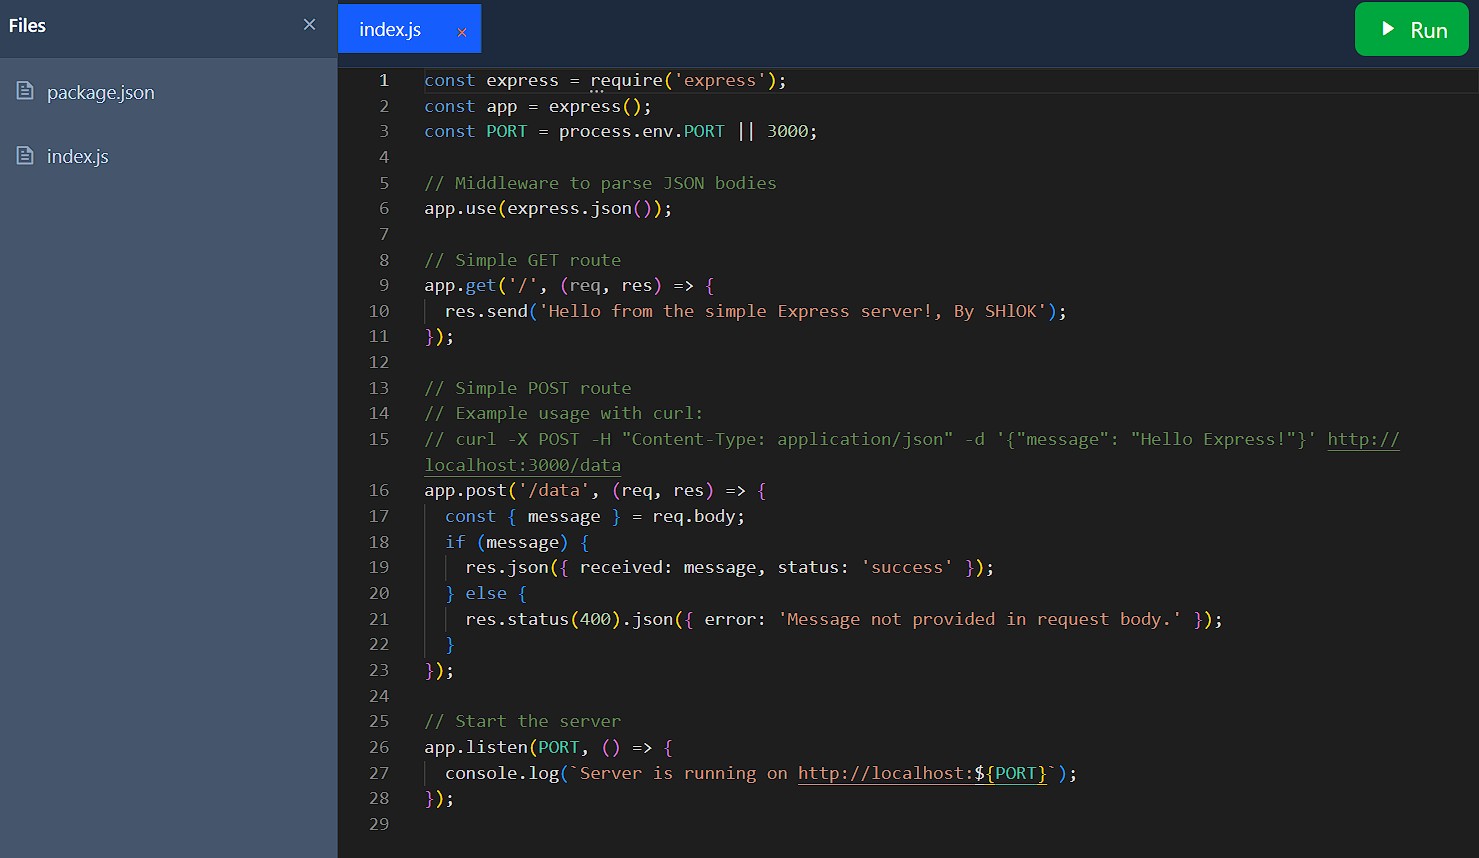 Files ×
package.json
index.js
index.js ×
Run
1 const express = require('express');
2 const app = express();
3 const PORT = process.env.PORT || 3000;
4
5 // Middleware to parse JSON bodies
6 app.use(express.json());
7
8 // Simple GET route
9 app.get('/', (req, res) => {
10   res.send('Hello from the simple Express server!, By SHlOK');
11 });
12
13 // Simple POST route
14 // Example usage with curl:
15 // curl -X POST -H "Content-Type: application/json" -d '{"message": "Hello Express!"}' http://
localhost:3000/data
16 app.post('/data', (req, res) => {
17   const { message } = req.body;
18   if (message) {
19     res.json({ received: message, status: 'success' });
20   } else {
21     res.status(400).json({ error: 'Message not provided in request body.' });
22   }
23 });
24
25 // Start the server
26 app.listen(PORT, () => {
27   console.log(`Server is running on http://localhost:${PORT}`);
28 });
29